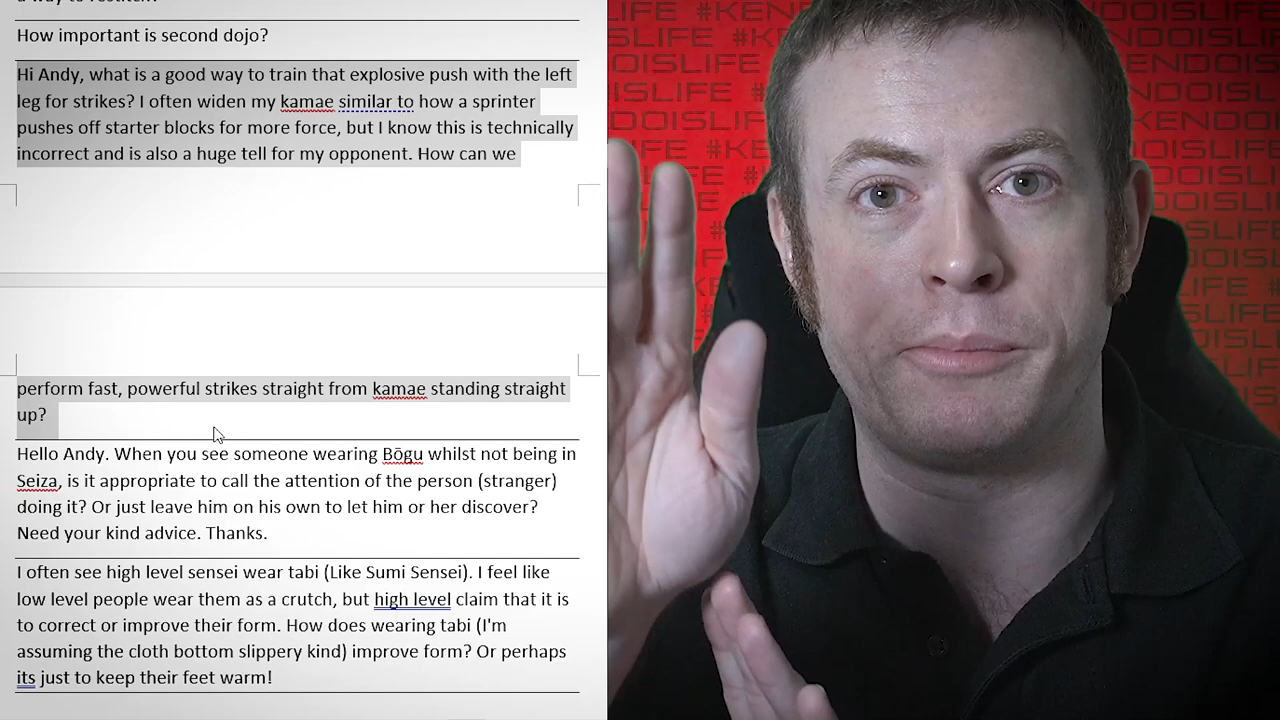 How important is second dojo?
Hi Andy, what is a good way to train that explosive push with the left
leg for strikes? I often widen my kamae similar to how a sprinter
pushes off starter blocks for more force, but I know this is technically
incorrect and is also a huge tell for my opponent. How can we
perform fast, powerful strikes straight from kamae standing straight
up?
Hello Andy. When you see someone wearing Bōgu whilst not being in
Seiza, is it appropriate to call the attention of the person (stranger)
doing it? Or just leave him on his own to let him or her discover?
Need your kind advice. Thanks.
I often see high level sensei wear tabi (Like Sumi Sensei). I feel like
low level people wear them as a crutch, but high level claim that it is
to correct or improve their form. How does wearing tabi (I'm
assuming the cloth bottom slippery kind) improve form? Or perhaps
its just to keep their feet warm!
#KENDOISLIFE